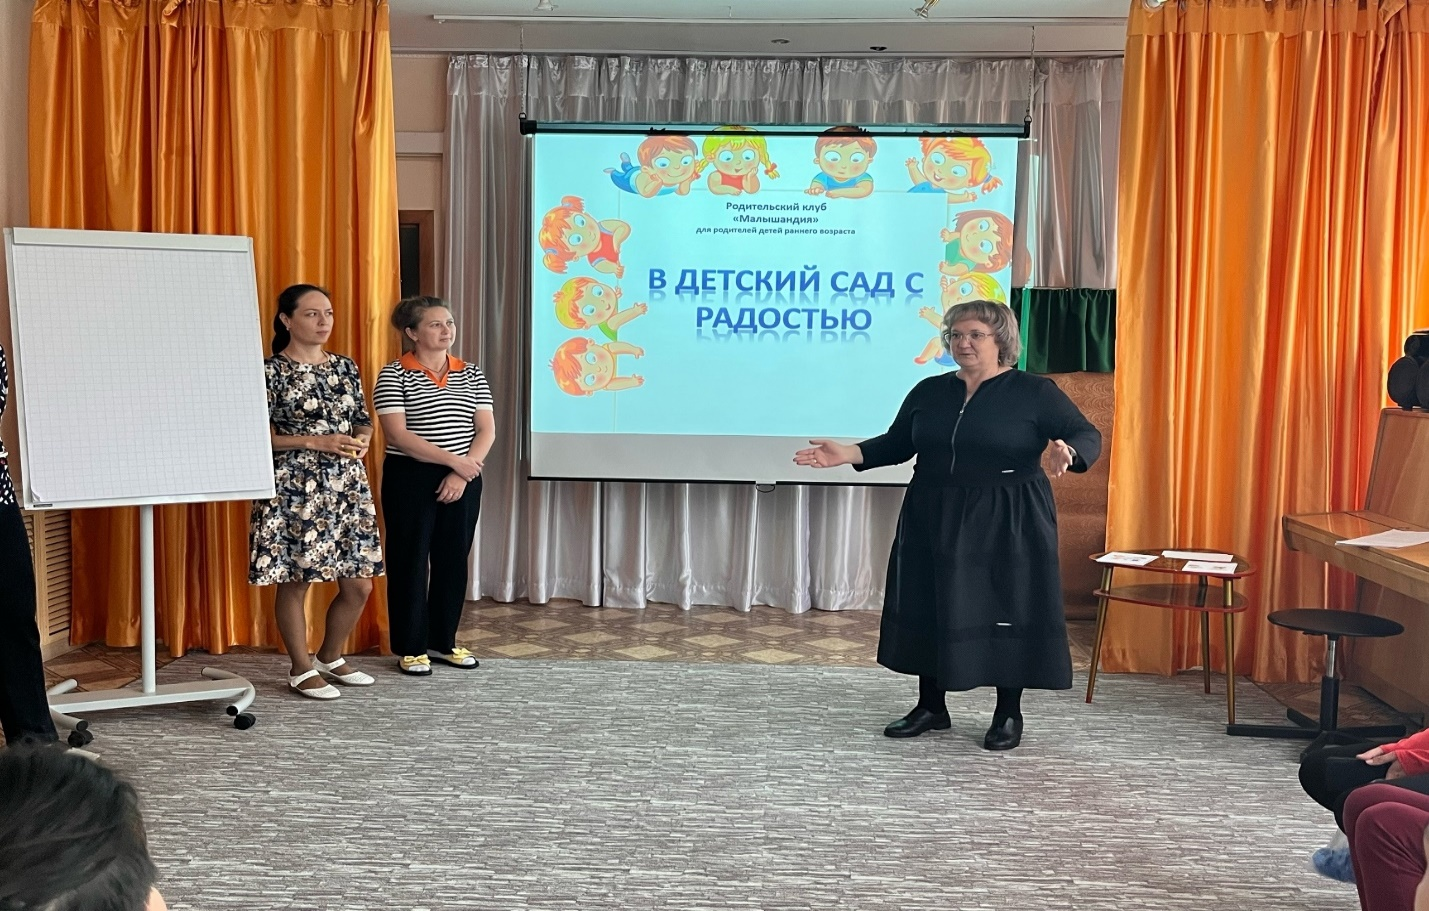 Родительский клуб
«Малышандия»
для родителей детей раннего возраста
В ДЕТСКИЙ САД С
РАДОСТЬЮ